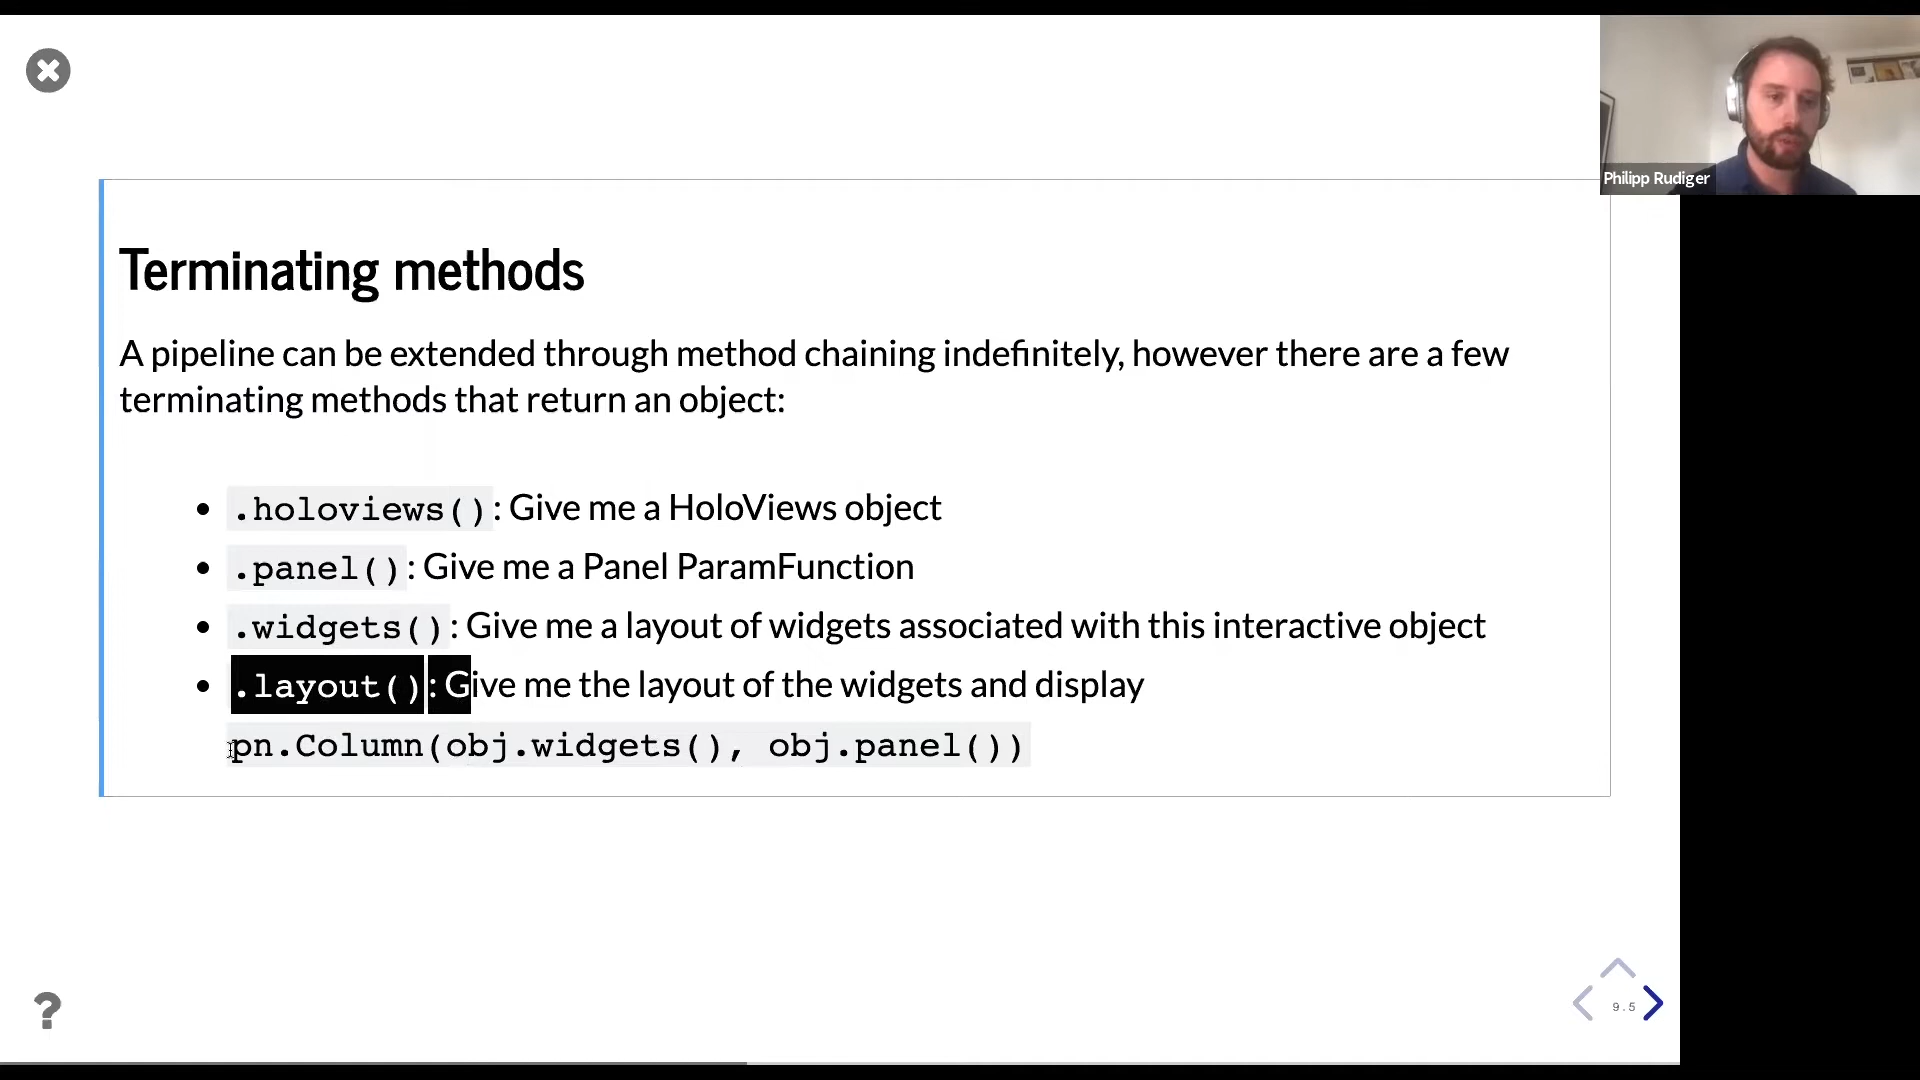 Philipp Rudiger
Terminating methods
A pipeline can be extended through method chaining indefinitely, however there are a few
terminating methods that return an object:
.holoviews(): Give me a HoloViews object
.panel(): Give me a Panel ParamFunction
.widgets(): Give me a layout of widgets associated with this interactive object
.layout(): Give me the layout of the widgets and display
pn.Column(obj.widgets(), obj.panel())
?
9.5